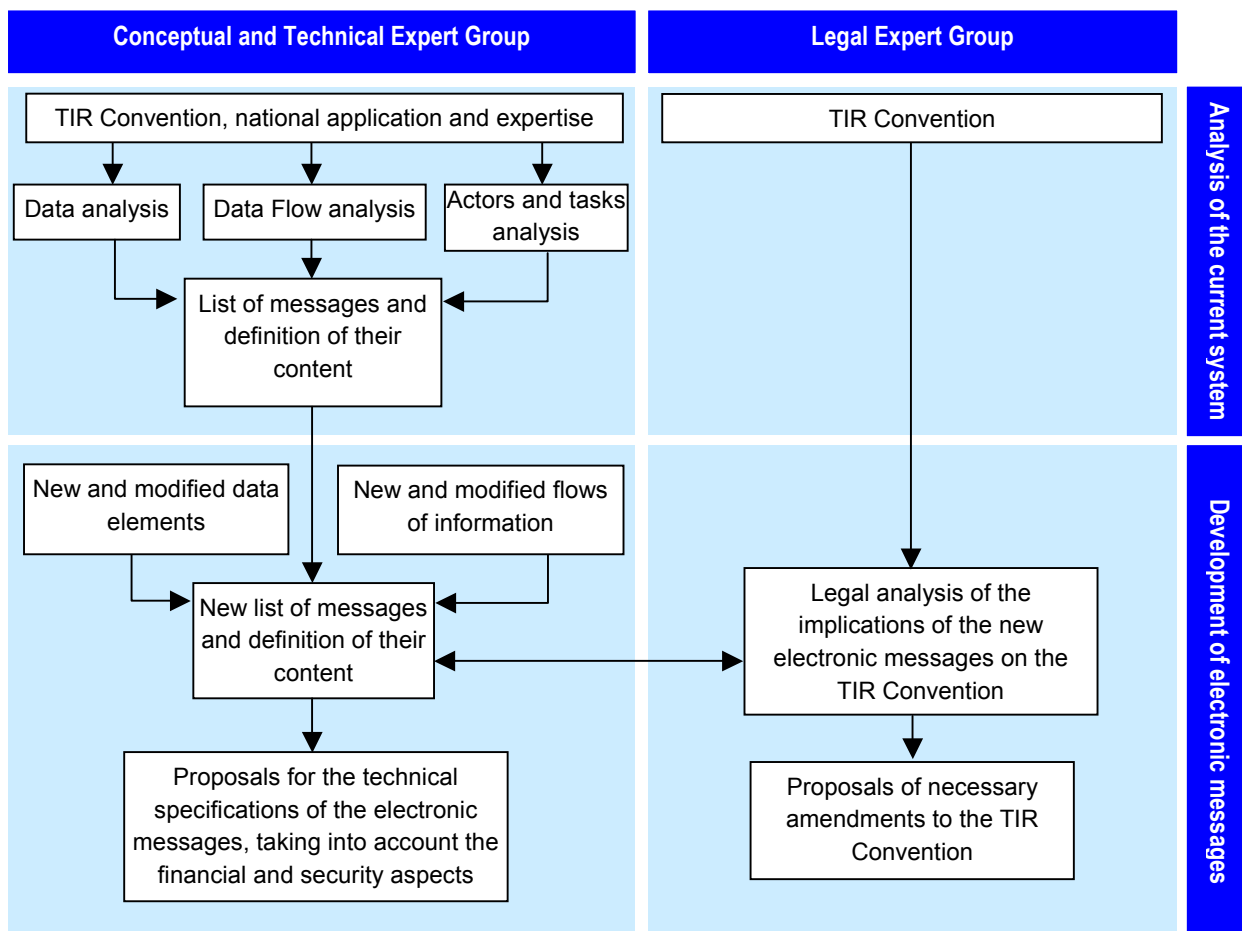 Conceptual and Technical Expert Group
Legal Expert Group
TIR Convention, national application and expertise
Data analysis
Data Flow analysis
Actors and tasks
analysis
List of messages and
definition of their
content
TIR Convention
Analysis of the current system
New and modified data
elements
New and modified flows
of information
New list of messages
and definition of their
content
Proposals for the technical
specifications of the electronic
messages, taking into account the
financial and security aspects
Legal analysis of the
implications of the new
electronic messages on the
TIR Convention
Proposals of necessary
amendments to the TIR
Convention
Development of electronic messages